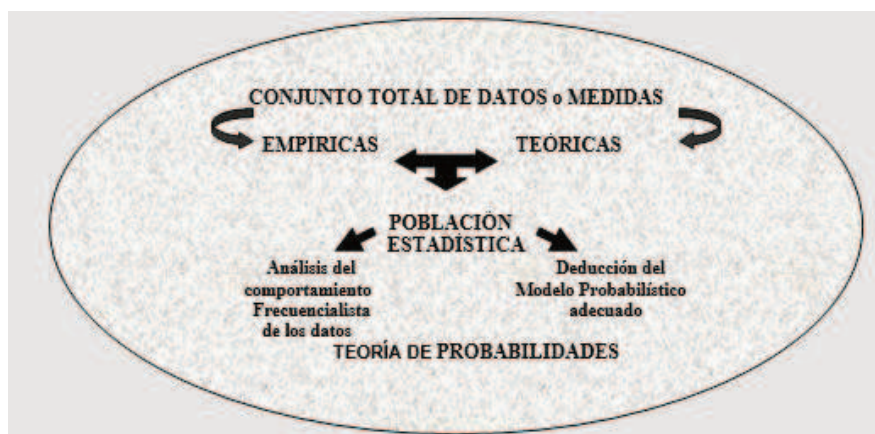 CONJUNTO TOTAL DE DATOS o MEDIDAS
EMPÍRICAS
TEÓRICAS
POBLACIÓN
ESTADÍSTICA
Análisis del
comportamiento
Frecuencialista
de los datos
Deducción del
Modelo Probabilístico
adecuado
TEORÍA DE PROBABILIDADES